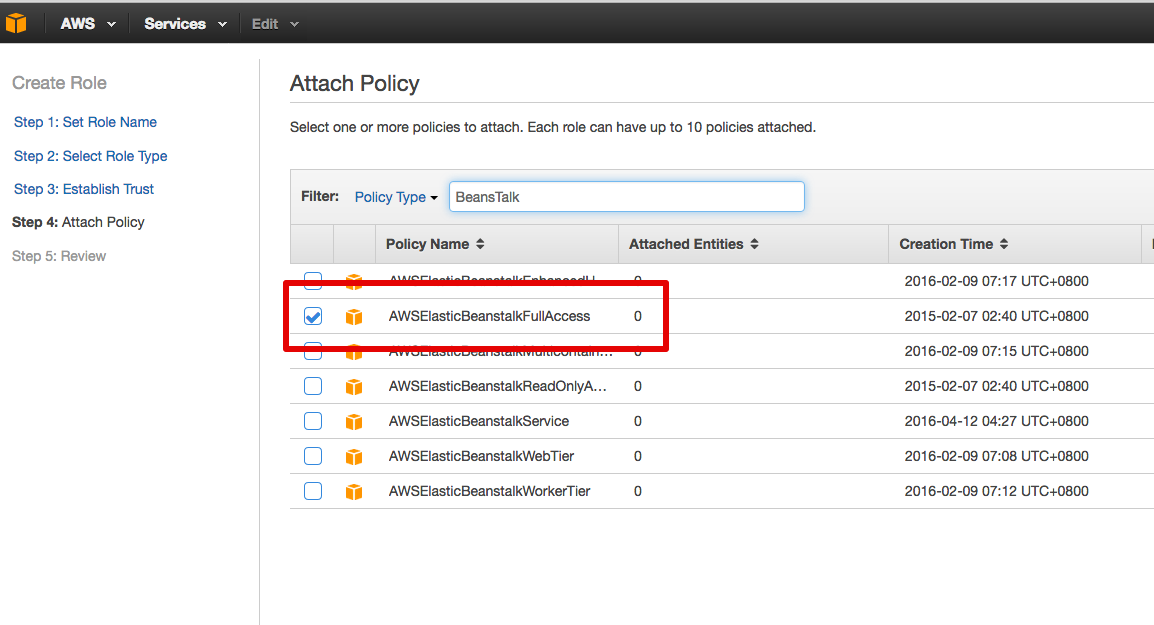 AWS Services Edit
Create Role
Step 1: Set Role Name
Step 2: Select Role Type
Step 3: Establish Trust
Step 4: Attach Policy
Step 5: Review
Attach Policy
Select one or more policies to attach. Each role can have up to 10 policies attached.
Filter: Policy Type BeansTalk
Policy Name Attached Entities Creation Time
0 2016-02-09 07:17 UTC+0800
AWSElasticBeanstalkFullAccess 0 2015-02-07 02:40 UTC+0800
AWSElasticBeanstalkMulticontain... 0 2016-02-09 07:15 UTC+0800
AWSElasticBeanstalkReadOnlyA... 0 2015-02-07 02:40 UTC+0800
AWSElasticBeanstalkService 0 2016-04-12 04:27 UTC+0800
AWSElasticBeanstalkWebTier 0 2016-02-09 07:08 UTC+0800
AWSElasticBeanstalkWorkerTier 0 2016-02-09 07:12 UTC+0800